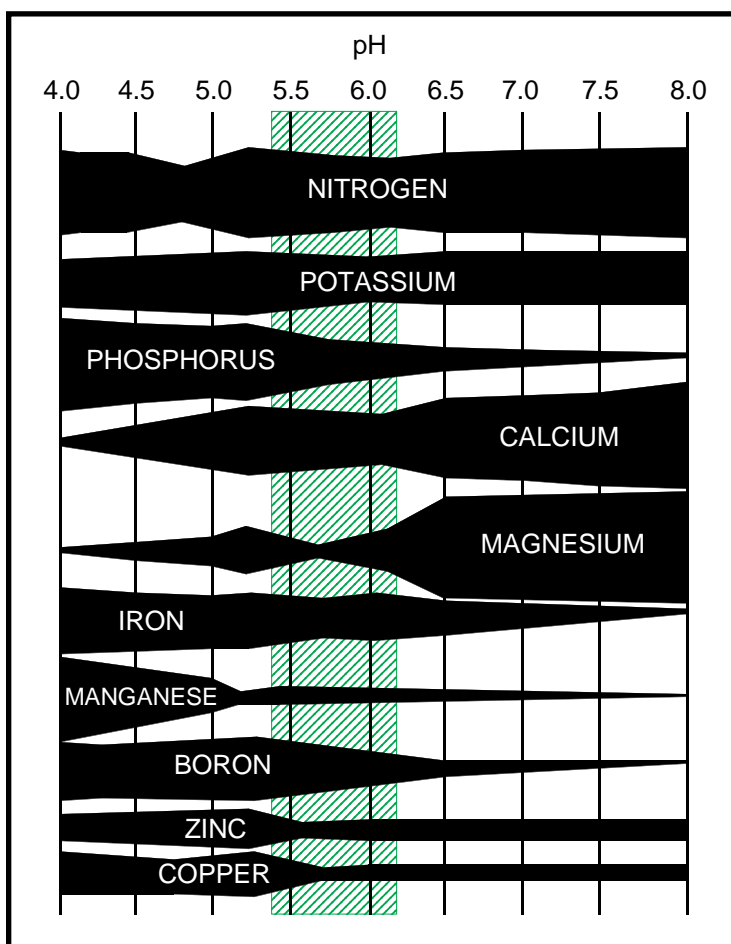 pH
4.0 4.5 5.0 5.5 6.0 6.5 7.0 7.5 8.0
NITROGEN
POTASSIUM
PHOSPHORUS
CALCIUM
MAGNESIUM
IRON
MANGANESE
BORON
ZINC
COPPER